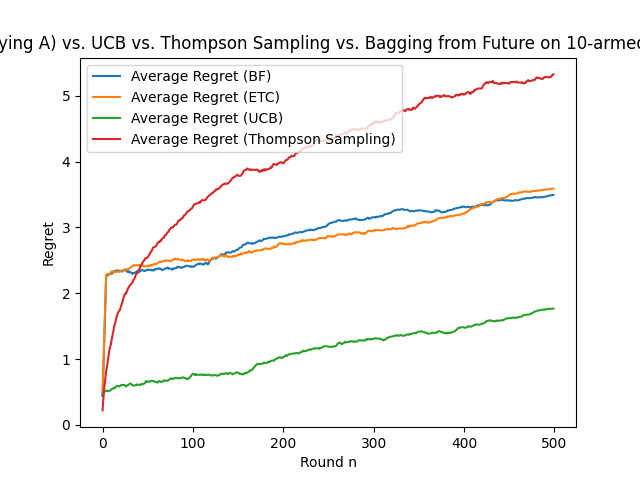 ying A) vs. UCB vs. Thompson Sampling vs. Bagging from Future on 10-armed
Average Regret (BF)
Average Regret (ETC)
Average Regret (UCB)
Average Regret (Thompson Sampling)
Regret
5
4
3
2
1
0
0 100 200 300 400 500
Round n